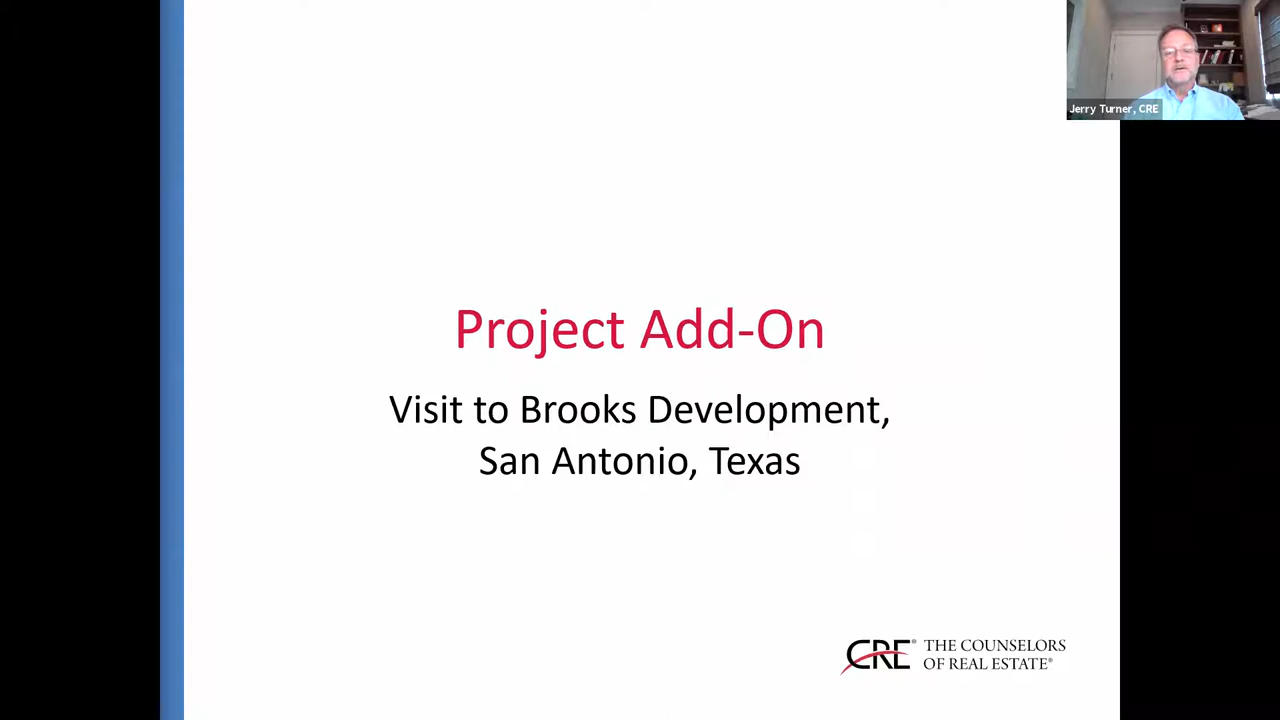 Jerry Turner, CRE
Project Add-On
Visit to Brooks Development,
San Antonio, Texas
CRE® THE COUNSELORS
OF REAL ESTATE®